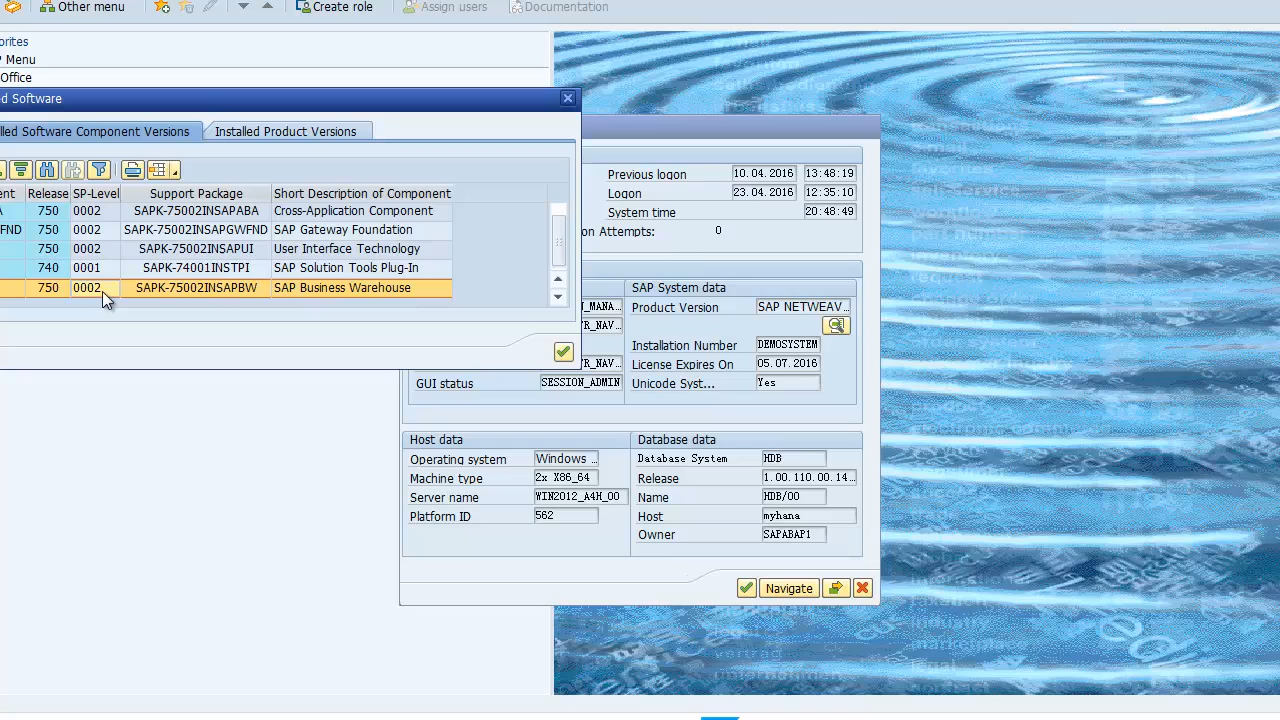 Other menu Create role Assign users Documentation
orites
Menu
Office
d Software
lled Software Component Versions Installed Product Versions
nt Release SP-Level Support Package Short Description of Component
A 750 0002 SAPK-75002INSAPABA Cross-Application Component
FND 750 0002 SAPK-75002INSAPGWFND SAP Gateway Foundation
750 0002 SAPK-75002INSAPUI User Interface Technology
740 0001 SAPK-74001INSTPI SAP Solution Tools Plug-In
750 0002 SAPK-75002INSAPBW SAP Business Warehouse
Previous logon 10.04.2016 13:45:19
Logon 23.04.2016 12:35:10
System time 20:48:49
on Attempts: 0
SAP System data
_MANA... Product Version SAP NETWEAV...
R_NAV...
Installation Number DEMOSYSTEM
R_NAV... License Expires On 05.07.2016
GUI status SESSION_ADMIN Unicode Syst... Yes
Host data Database data
Operating system Windows ... Database System HDB
Machine type 2x X86_64 Release 1.00.110.00.14...
Server name WIN2012_A4H_00 Name HDB/00
Platform ID 562 Host myhana
Owner SAPABAP1
Navigate